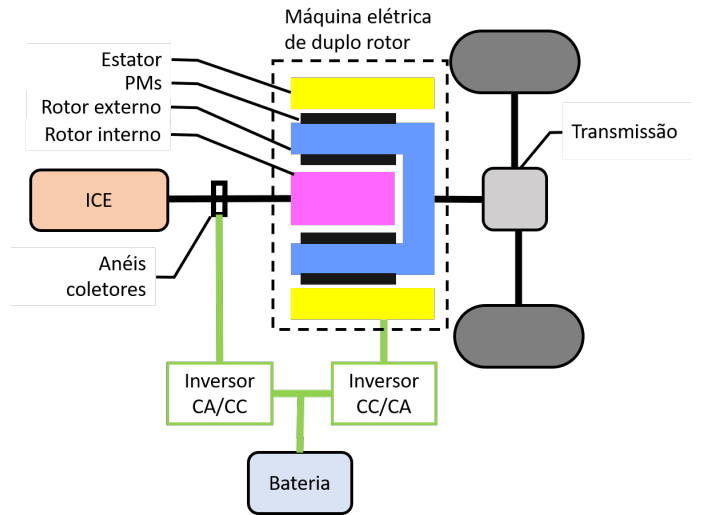 Máquina elétrica
de duplo rotor
Estator
PMs
Rotor externo
Rotor interno
Transmissão
ICE
Anéis
coletores
Inversor
CA/CC
Inversor
CC/CA
Bateria